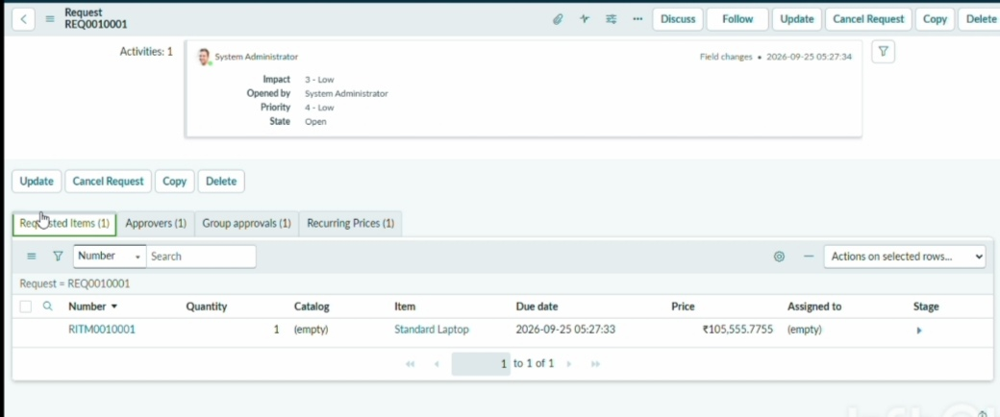 Request
REQ0010001
Discuss Follow Update Cancel Request Copy Delete
Activities: 1
System Administrator Field changes • 2026-09-25 05:27:34
Impact 3 - Low
Opened by System Administrator
Priority 4 - Low
State Open
Update Cancel Request Copy Delete
Requested Items (1) Approvers (1) Group approvals (1) Recurring Prices (1)
Number Search Actions on selected rows...
Request = REQ0010001
Number Quantity Catalog Item Due date Price Assigned to Stage
RITM0010001 1 (empty) Standard Laptop 2026-09-25 05:27:33 ₹105,555.7755 (empty)
1 to 1 of 1